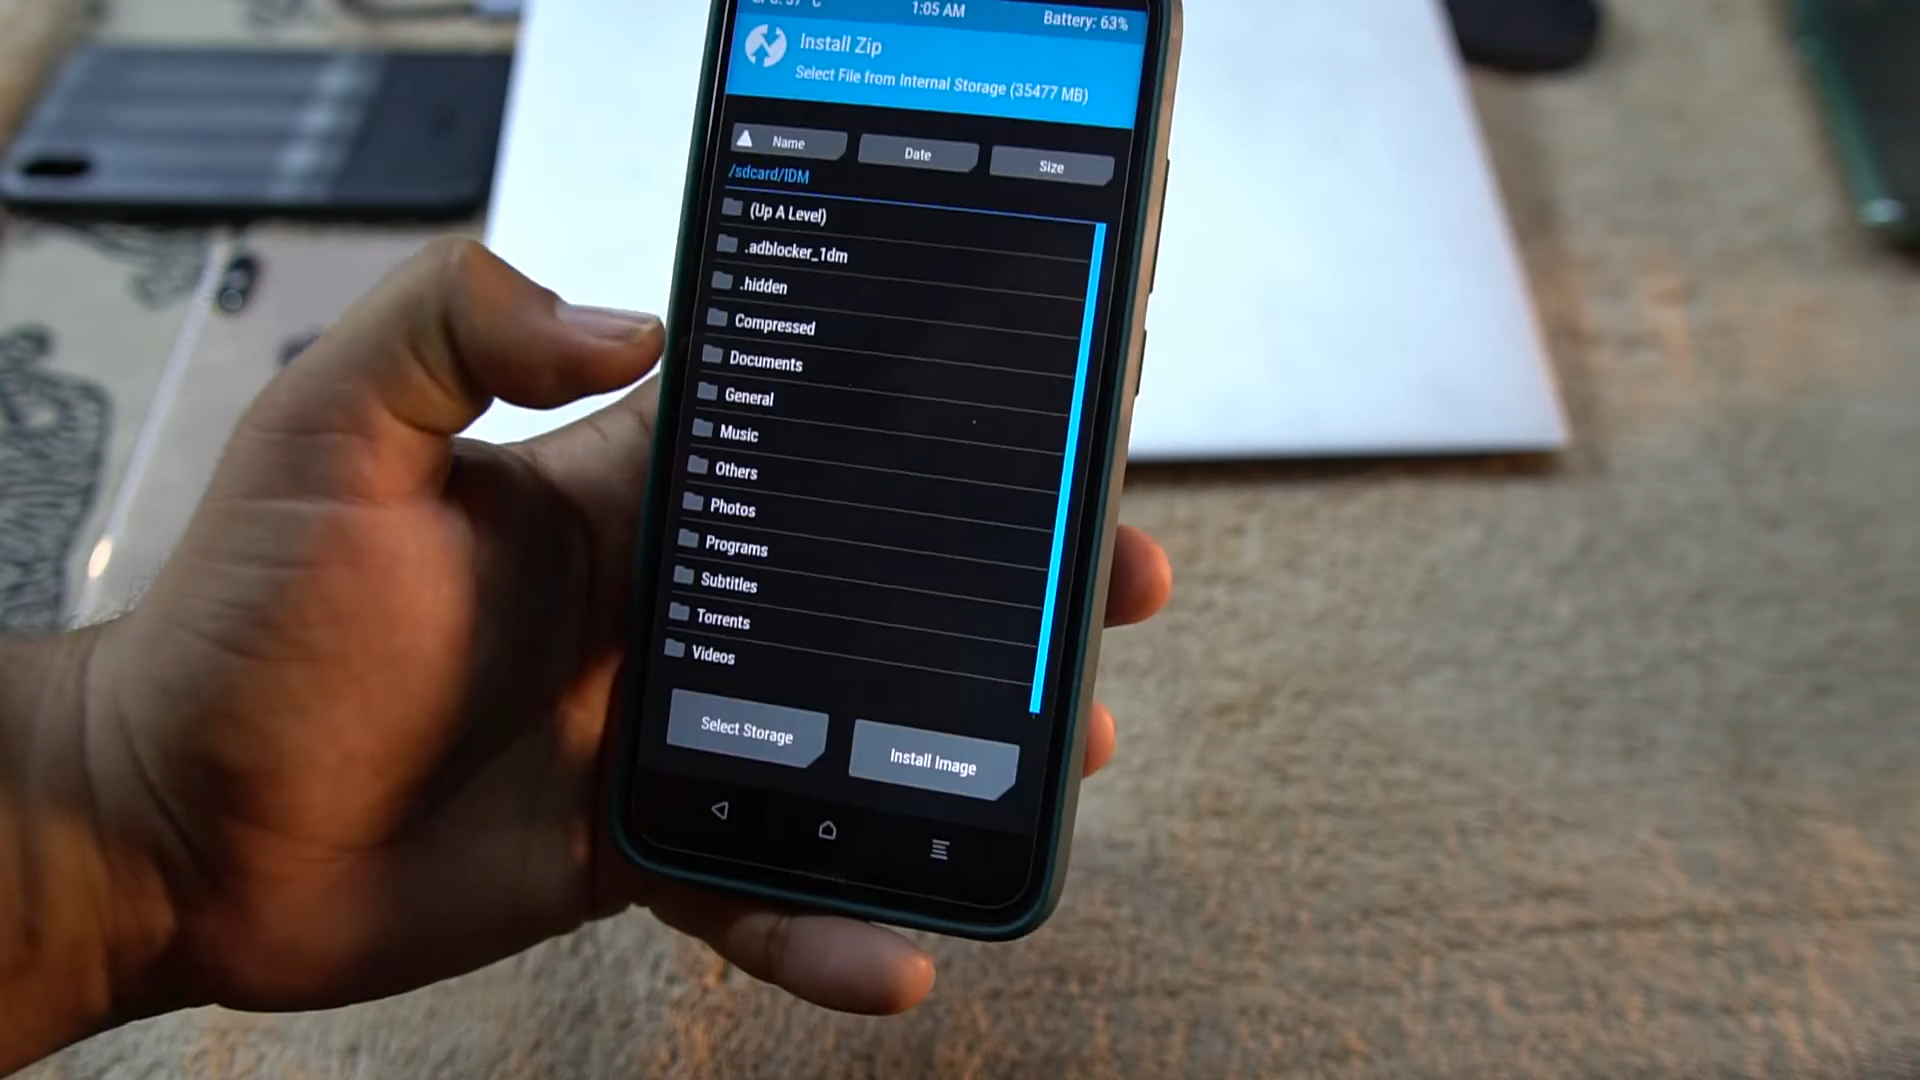 1:05 AM
Battery: 63%
Install Zip
Select File from Internal Storage (35477 MB)
Name
Date
Size
/sdcard/IDM
(Up A Level)
.adblocker_1dm
.hidden
Compressed
Documents
General
Music
Others
Photos
Programs
Subtitles
Torrents
Videos
Select Storage
Install Image